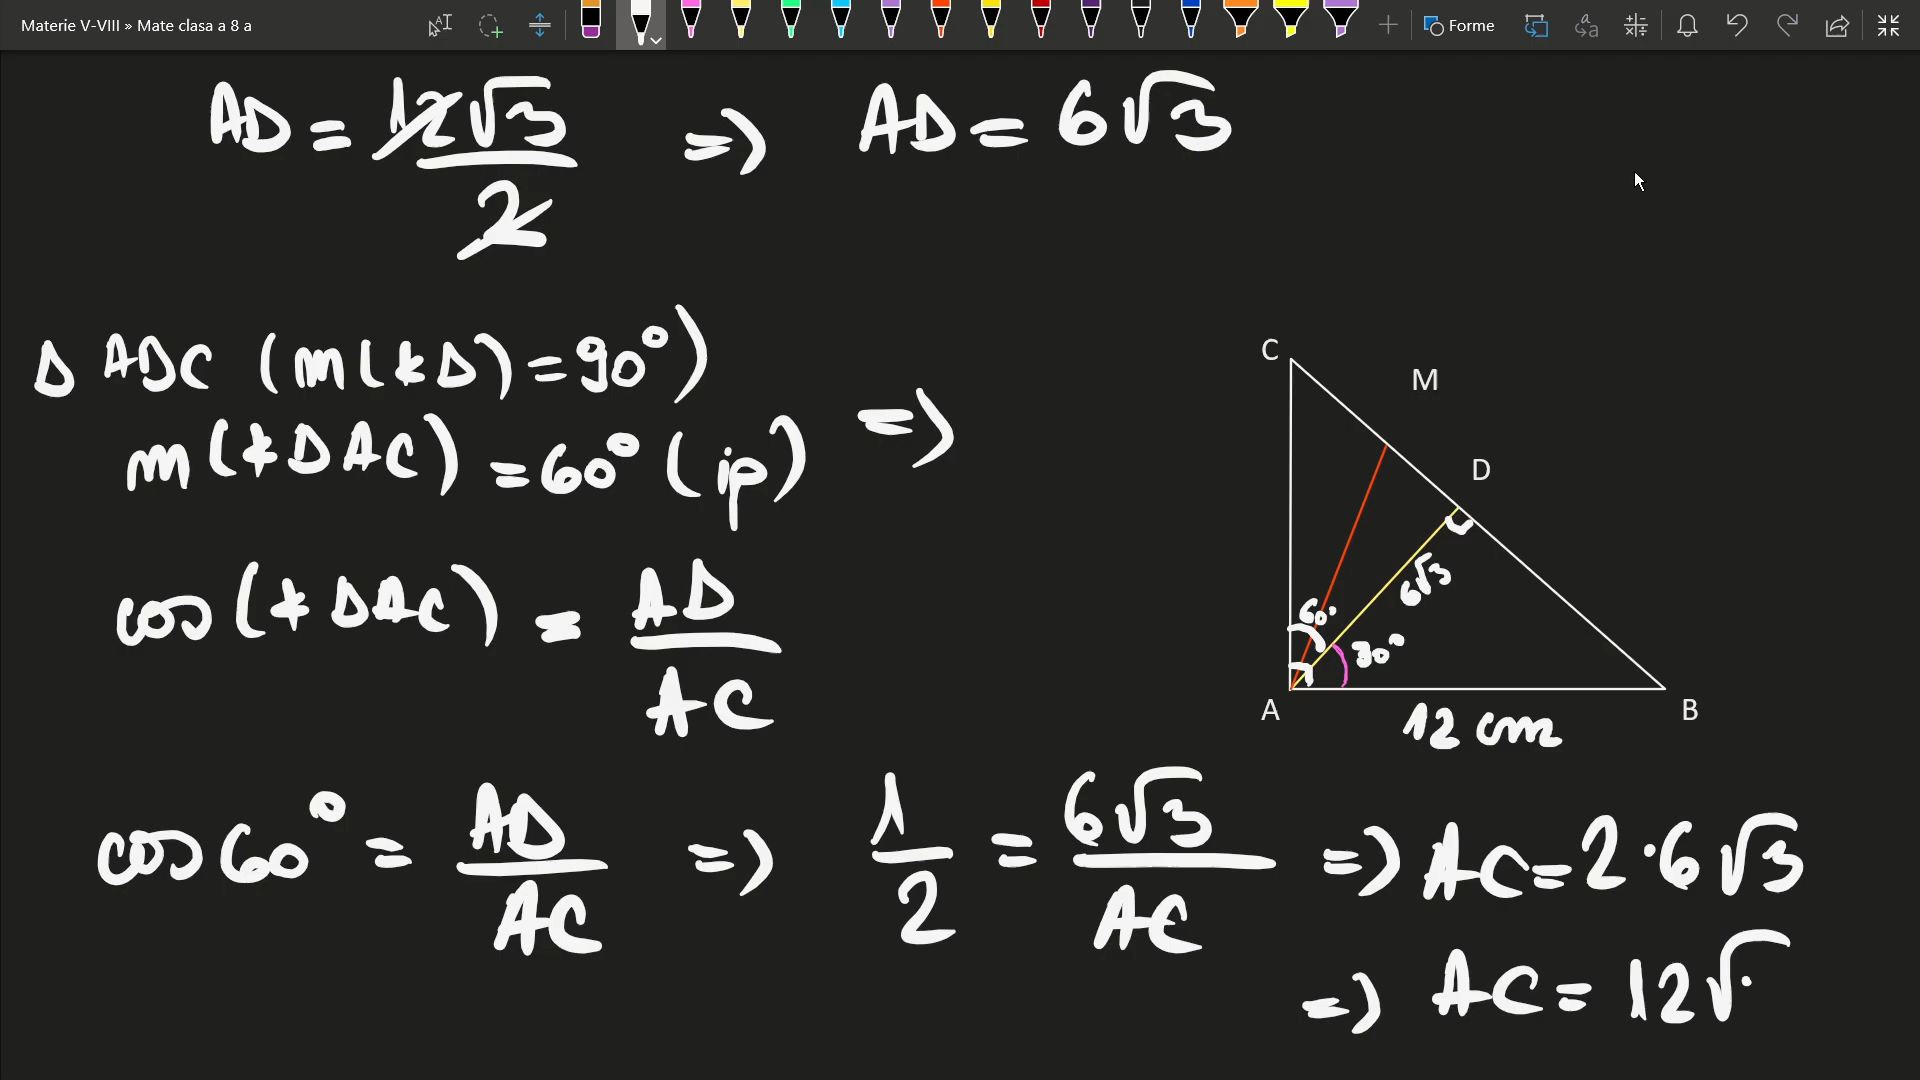 Materie V-VIII » Mate clasa a 8 a
Forme
AD = 12√3 / 2 => AD = 6√3
Δ ADC (m(∢D) = 90°)
m(∢DAC) = 60° (ip) =>
cos(∢DAC) = AD / AC
C
M
D
6√3
60°
30°
A
B
12 cm
cos 60° = AD / AC => 1/2 = 6√3 / AC => AC = 2·6√3
=> AC = 12√